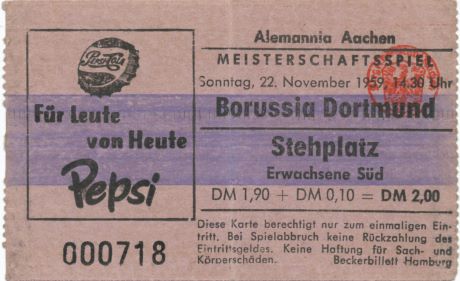 Pepsi-Cola
Für Leute
von Heute
Pepsi
000718
Alemannia Aachen
MEISTERSCHAFTSSPIEL
Sonntag, 22. November 1959, 14.30 Uhr
Borussia Dortmund
Stehplatz
Erwachsene Süd
DM 1,90 + DM 0,10 = DM 2,00
Diese Karte berechtigt nur zum einmaligen Ein-
tritt. Bei Spielabbruch keine Rückzahlung des
Eintrittsgeldes. Keine Haftung für Sach- und
Körperschäden. Beckerbillett Hamburg